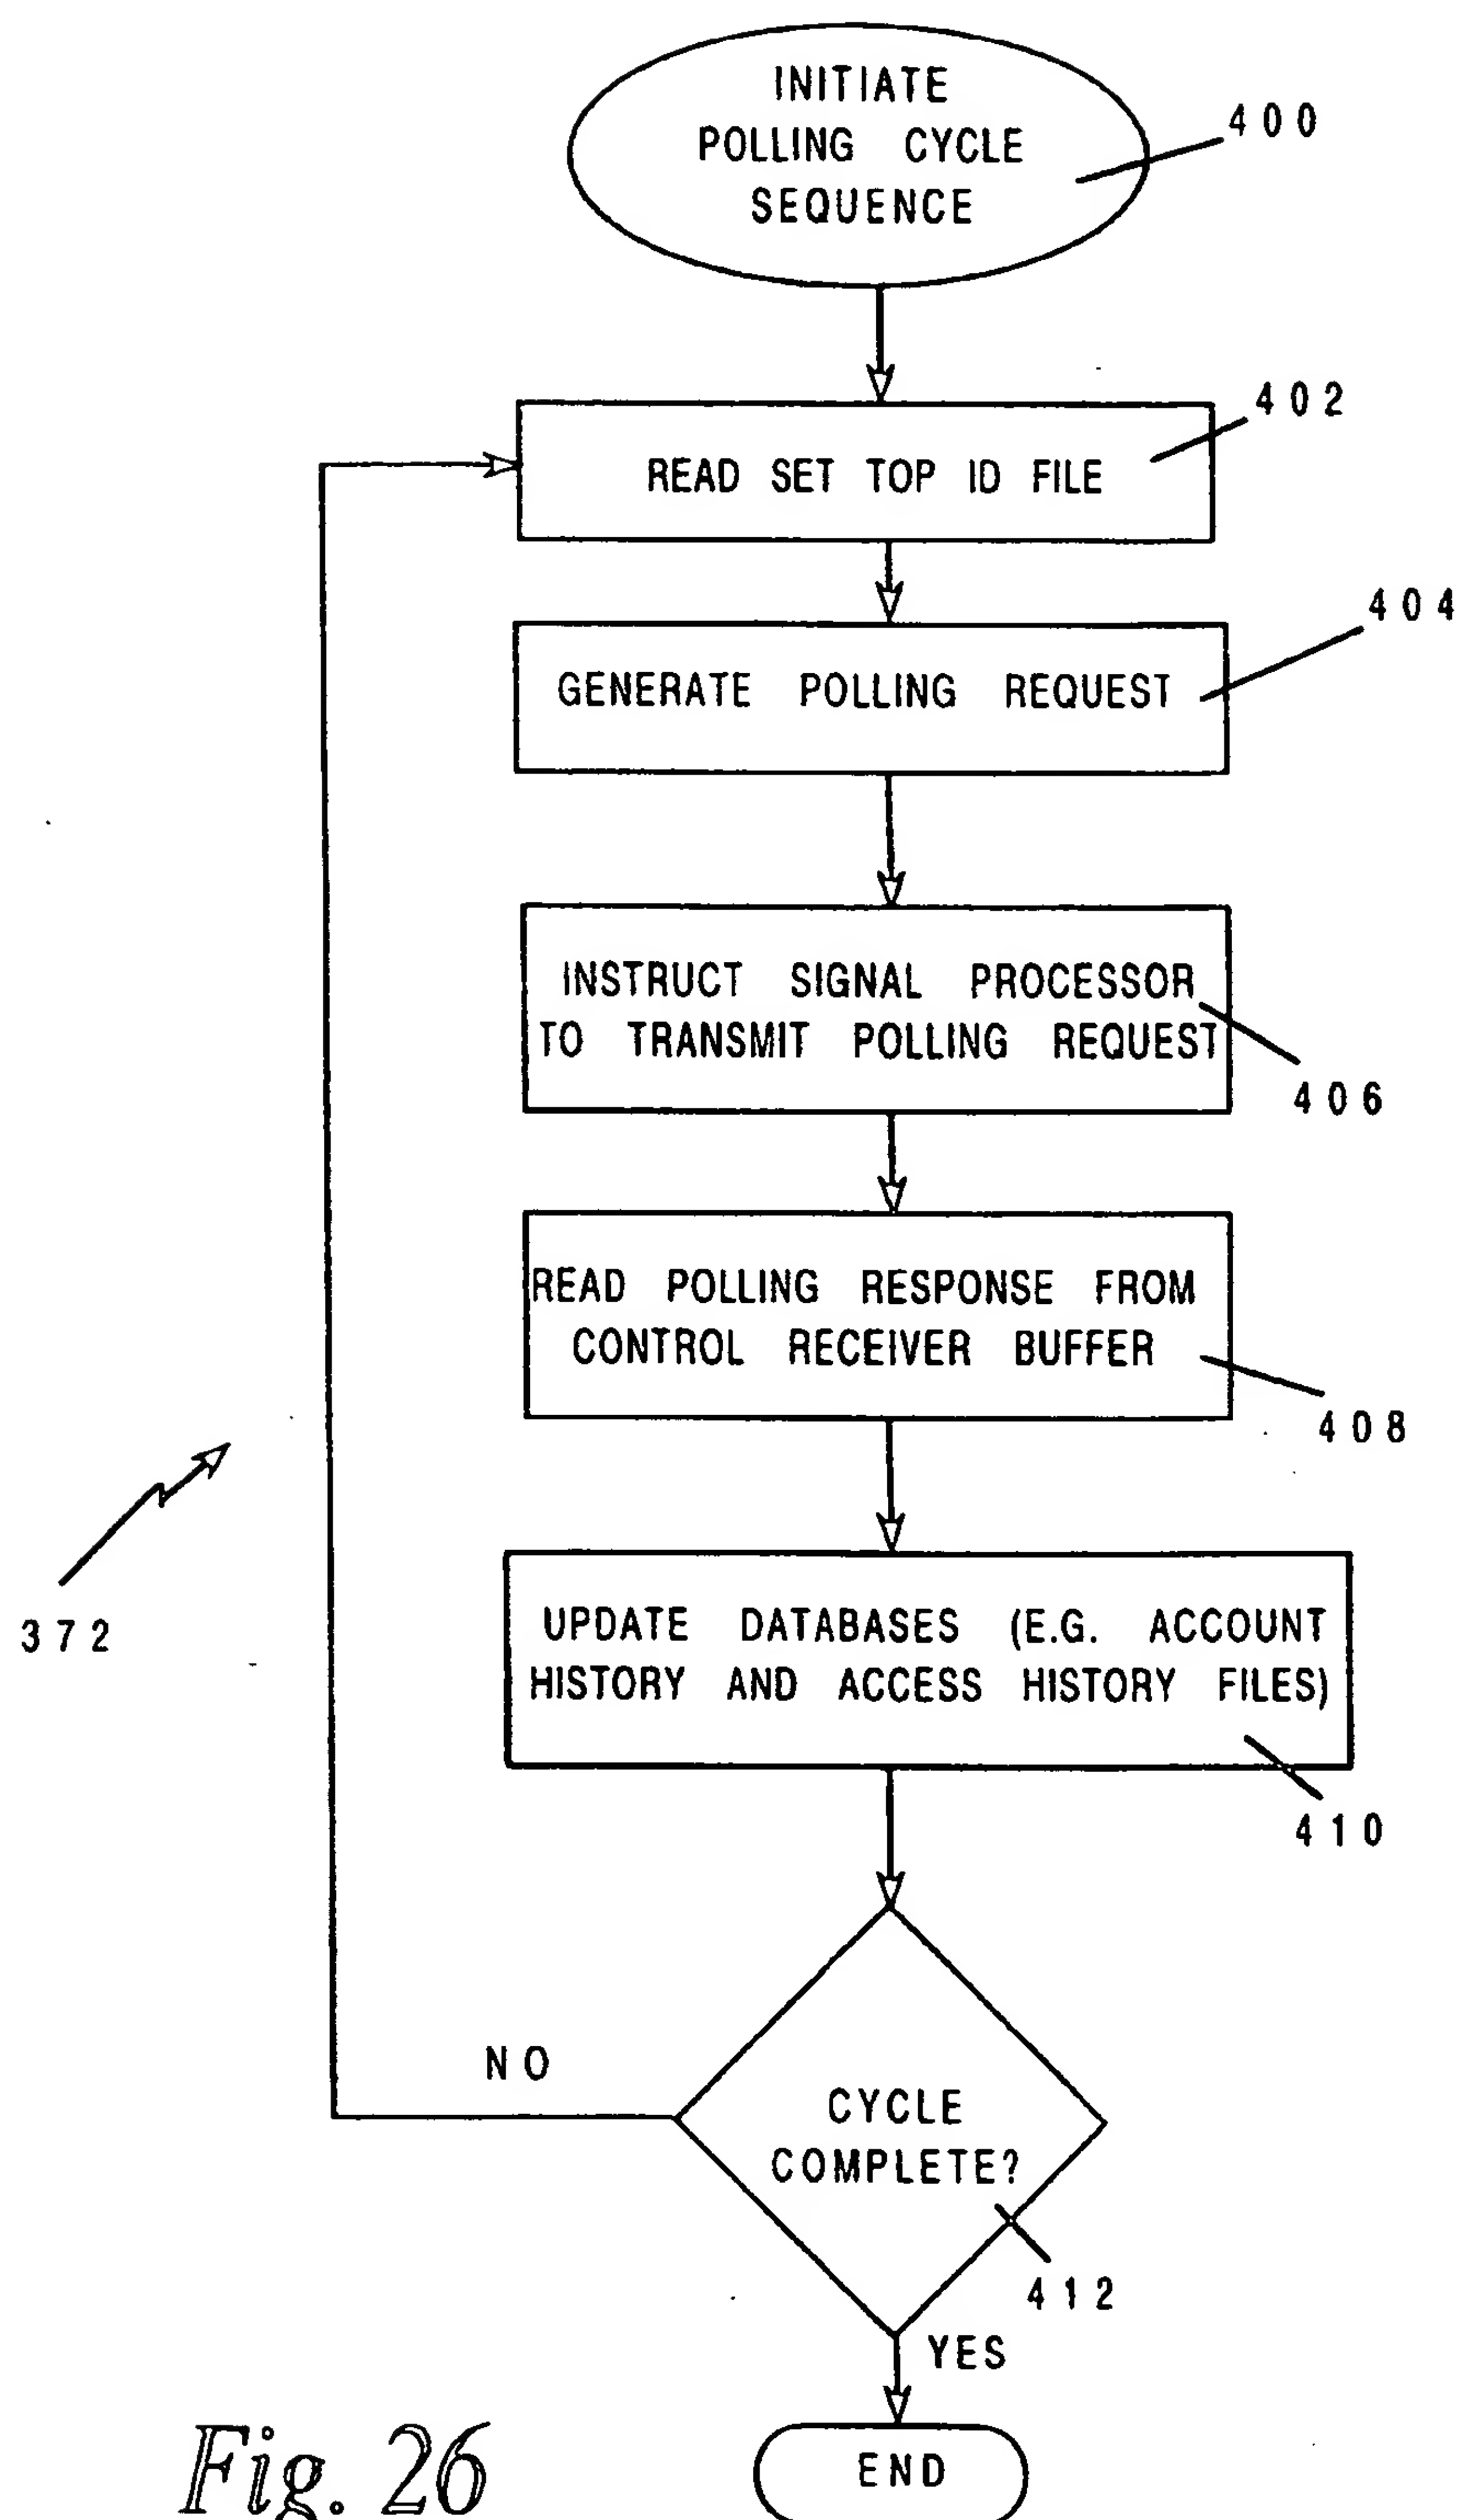 INITIATE
POLLING CYCLE
SEQUENCE
400
402
READ SET TOP ID FILE
404
GENERATE POLLING REQUEST
INSTRUCT SIGNAL PROCESSOR
TO TRANSMIT POLLING REQUEST
406
READ POLLING RESPONSE FROM
CONTROL RECEIVER BUFFER
408
372
UPDATE DATABASES (E.G. ACCOUNT
HISTORY AND ACCESS HISTORY FILES)
410
NO
CYCLE
COMPLETE?
412
YES
END
Fig. 26